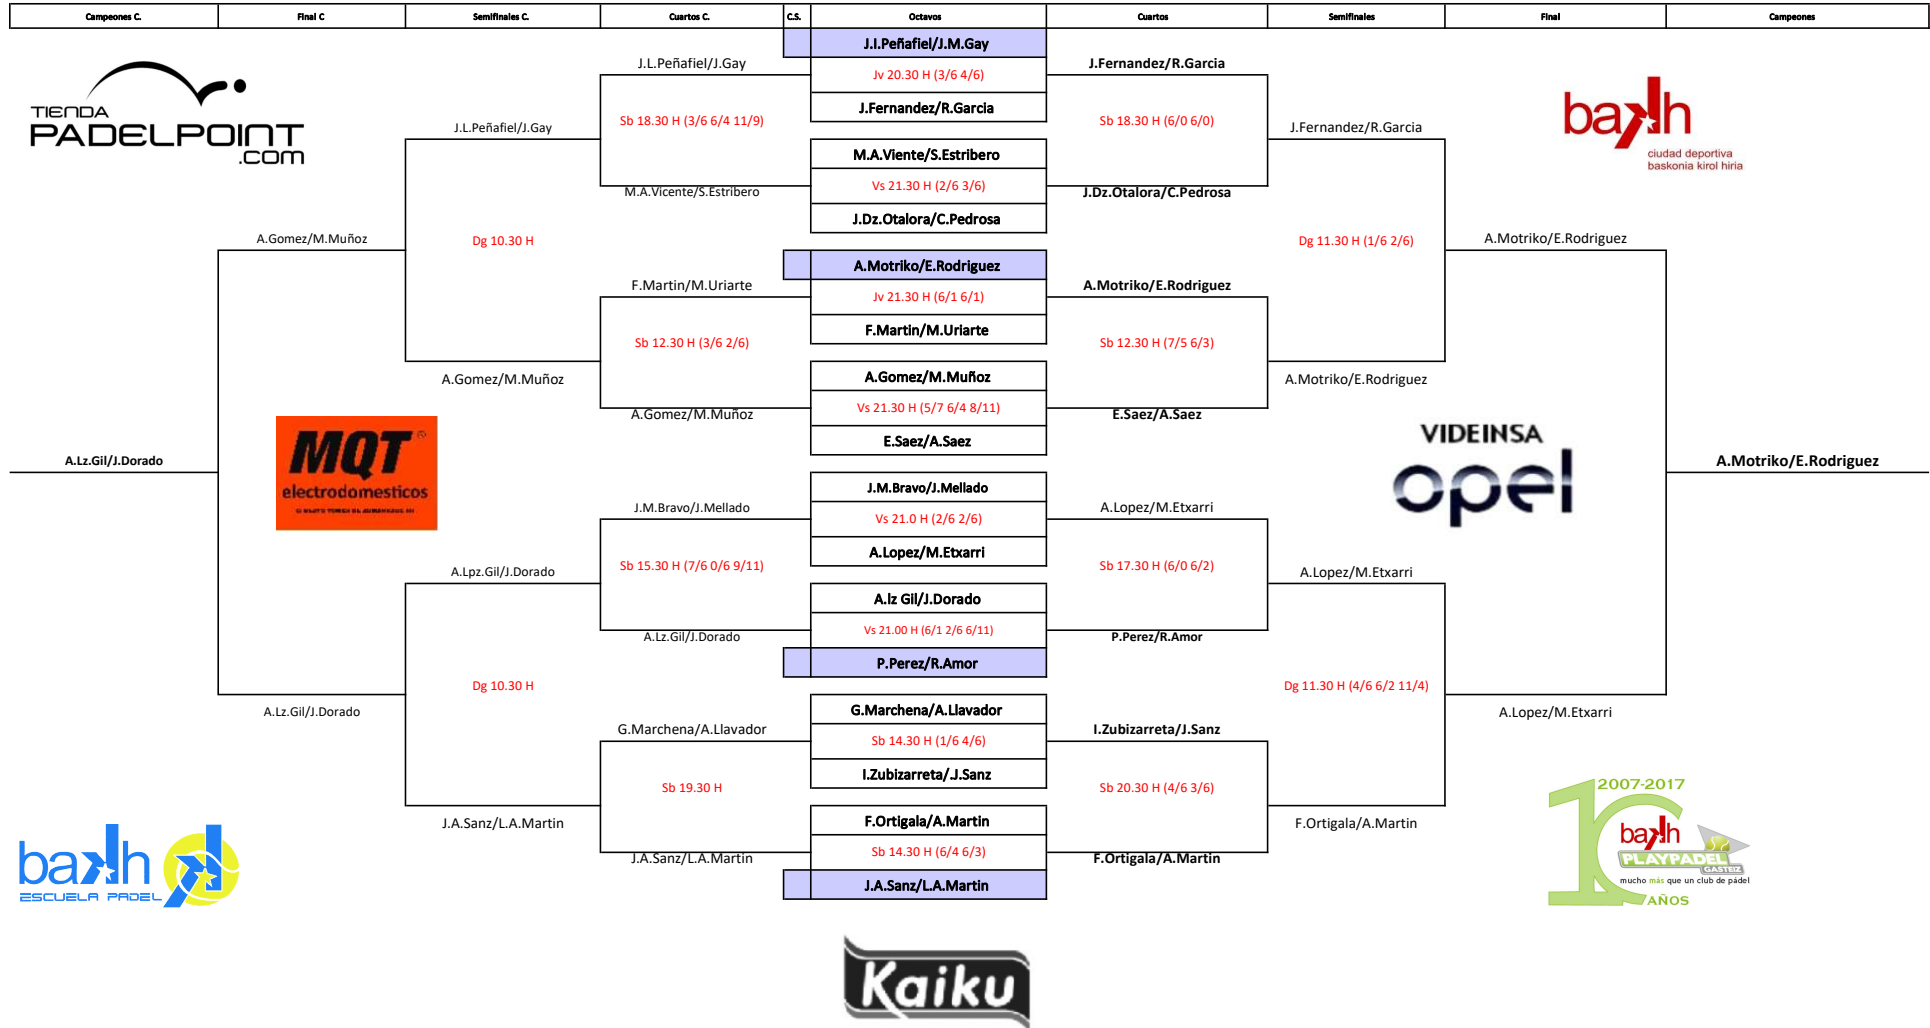 Campeones C. Final C Semifinales C. Cuartos C. C.S. Octavos Cuartos Semifinales Final Campeones
J.I.Peñafiel/J.M.Gay
J.L.Peñafiel/J.Gay J.Fernandez/R.Garcia
Jv 20.30 H (3/6 4/6)
TIENDA
PADELPOINT
.COM
J.Fernandez/R.Garcia
bakh
Sb 18.30 H (3/6 6/4 11/9) Sb 18.30 H (6/0 6/0)
J.L.Peñafiel/J.Gay J.Fernandez/R.Garcia
ciudad deportiva
baskonia kirol hiria
M.A.Viente/S.Estribero
Vs 21.30 H (2/6 3/6)
M.A.Vicente/S.Estribero J.Dz.Otalora/C.Pedrosa
J.Dz.Otalora/C.Pedrosa
A.Gomez/M.Muñoz Dg 10.30 H Dg 11.30 H (1/6 2/6) A.Motriko/E.Rodriguez
A.Motriko/E.Rodriguez
F.Martin/M.Uriarte A.Motriko/E.Rodriguez
Jv 21.30 H (6/1 6/1)
F.Martin/M.Uriarte
Sb 12.30 H (3/6 2/6) Sb 12.30 H (7/5 6/3)
A.Gomez/M.Muñoz A.Gomez/M.Muñoz A.Motriko/E.Rodriguez
Vs 21.30 H (5/7 6/4 8/11)
A.Gomez/M.Muñoz E.Saez/A.Saez
E.Saez/A.Saez
MQT ®
electrodomesticos
VIDEINSA
opel
A.Lz.Gil/J.Dorado A.Motriko/E.Rodriguez
J.M.Bravo/J.Mellado
J.M.Bravo/J.Mellado A.Lopez/M.Etxarri
Vs 21.0 H (2/6 2/6)
A.Lopez/M.Etxarri
Sb 15.30 H (7/6 0/6 9/11) Sb 17.30 H (6/0 6/2)
A.Lpz.Gil/J.Dorado A.Lopez/M.Etxarri
A.lz Gil/J.Dorado
Vs 21.00 H (6/1 2/6 6/11)
A.Lz.Gil/J.Dorado P.Perez/R.Amor
P.Perez/R.Amor
Dg 10.30 H Dg 11.30 H (4/6 6/2 11/4)
A.Lz.Gil/J.Dorado G.Marchena/A.Llavador A.Lopez/M.Etxarri
G.Marchena/A.Llavador I.Zubizarreta/J.Sanz
Sb 14.30 H (1/6 4/6)
I.Zubizarreta/.J.Sanz
Sb 19.30 H Sb 20.30 H (4/6 3/6)
J.A.Sanz/L.A.Martin F.Ortigala/A.Martin F.Ortigala/A.Martin
Sb 14.30 H (6/4 6/3)
J.A.Sanz/L.A.Martin F.Ortigala/A.Martin
J.A.Sanz/L.A.Martin
bakh
ESCUELA PADEL
2007-2017
10
bakh
PLAYPADEL
GASTEIZ
mucho más que un club de pádel
AÑOS
Kaiku